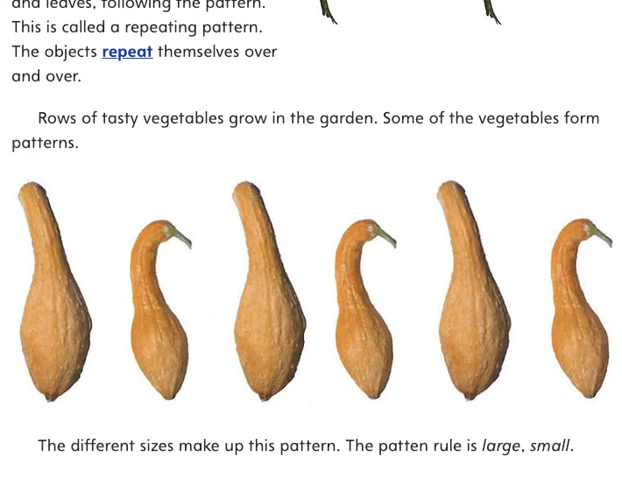 and leaves, following the pattern.
This is called a repeating pattern.
The objects repeat themselves over
and over.
Rows of tasty vegetables grow in the garden. Some of the vegetables form
patterns.
The different sizes make up this pattern. The patten rule is large, small.